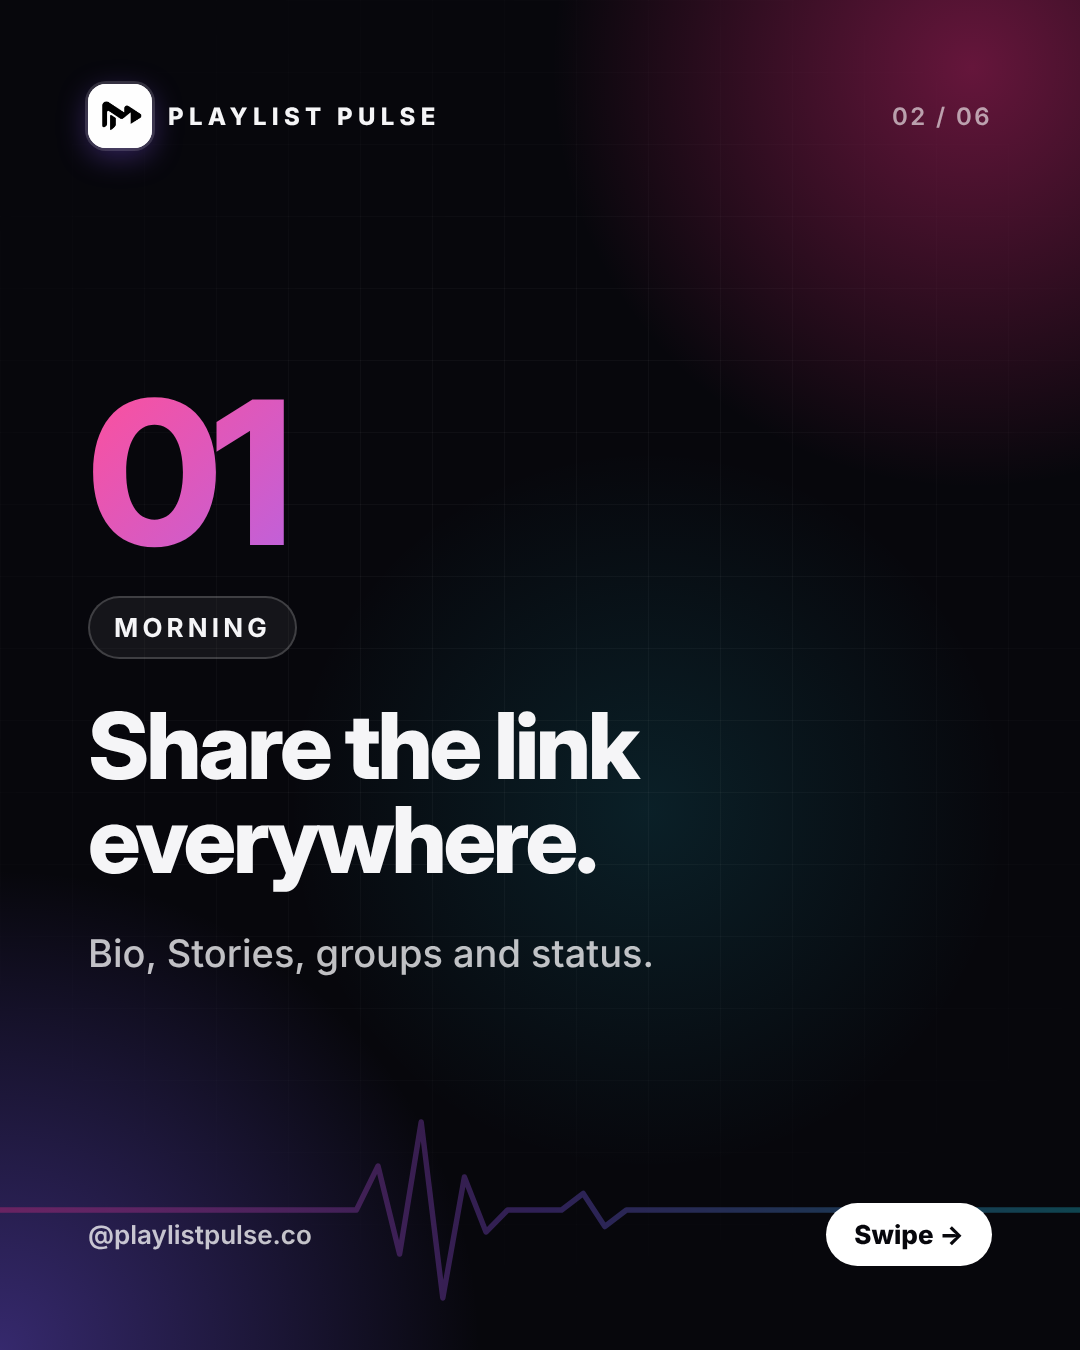 PLAYLIST PULSE
02 / 06
01
MORNING
Share the link
everywhere.
Bio, Stories, groups and status.
@playlistpulse.co
Swipe →